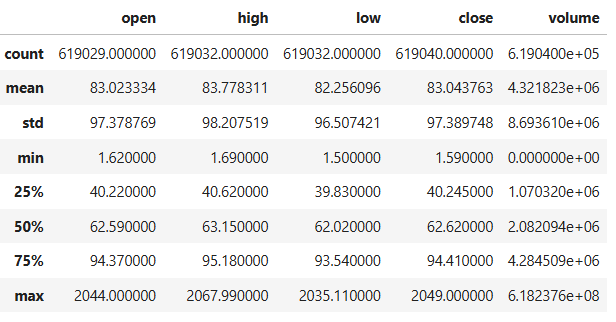 open high low close volume
count 619029.000000 619032.000000 619032.000000 619040.000000 6.190400e+05
mean 83.023334 83.778311 82.256096 83.043763 4.321823e+06
std 97.378769 98.207519 96.507421 97.389748 8.693610e+06
min 1.620000 1.690000 1.500000 1.590000 0.000000e+00
25% 40.220000 40.620000 39.830000 40.245000 1.070320e+06
50% 62.590000 63.150000 62.020000 62.620000 2.082094e+06
75% 94.370000 95.180000 93.540000 94.410000 4.284509e+06
max 2044.000000 2067.990000 2035.110000 2049.000000 6.182376e+08